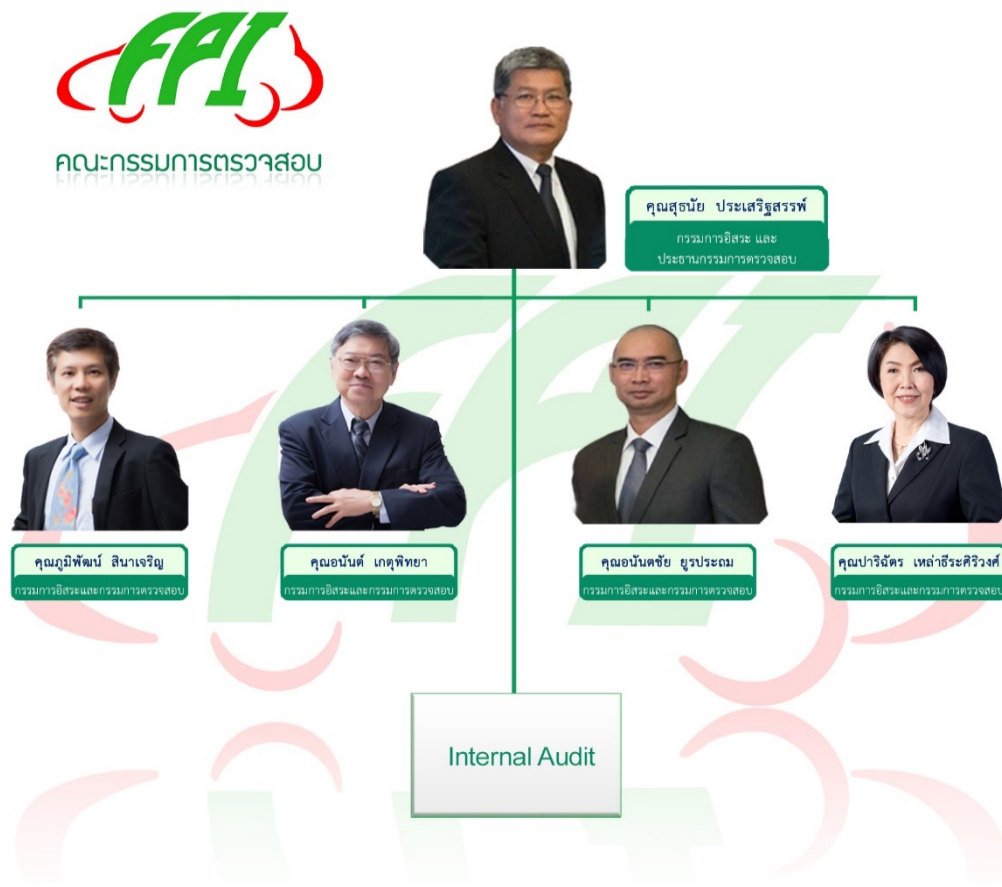 FPI
คณะกรรมการตรวจสอบ
คุณสุธนัย ประเสริฐสรรพ์
กรรมการอิสระ และ
ประธานกรรมการตรวจสอบ
คุณภูมิพัฒน์ สินาเจริญ
กรรมการอิสระและกรรมการตรวจสอบ
คุณอนันต์ เกตุพิทยา
กรรมการอิสระและกรรมการตรวจสอบ
คุณอนันตชัย ยูรประถม
กรรมการอิสระและกรรมการตรวจสอบ
คุณปาริฉัตร เหล่าธีระศิริวงศ์
กรรมการอิสระและกรรมการตรวจสอบ
Internal Audit